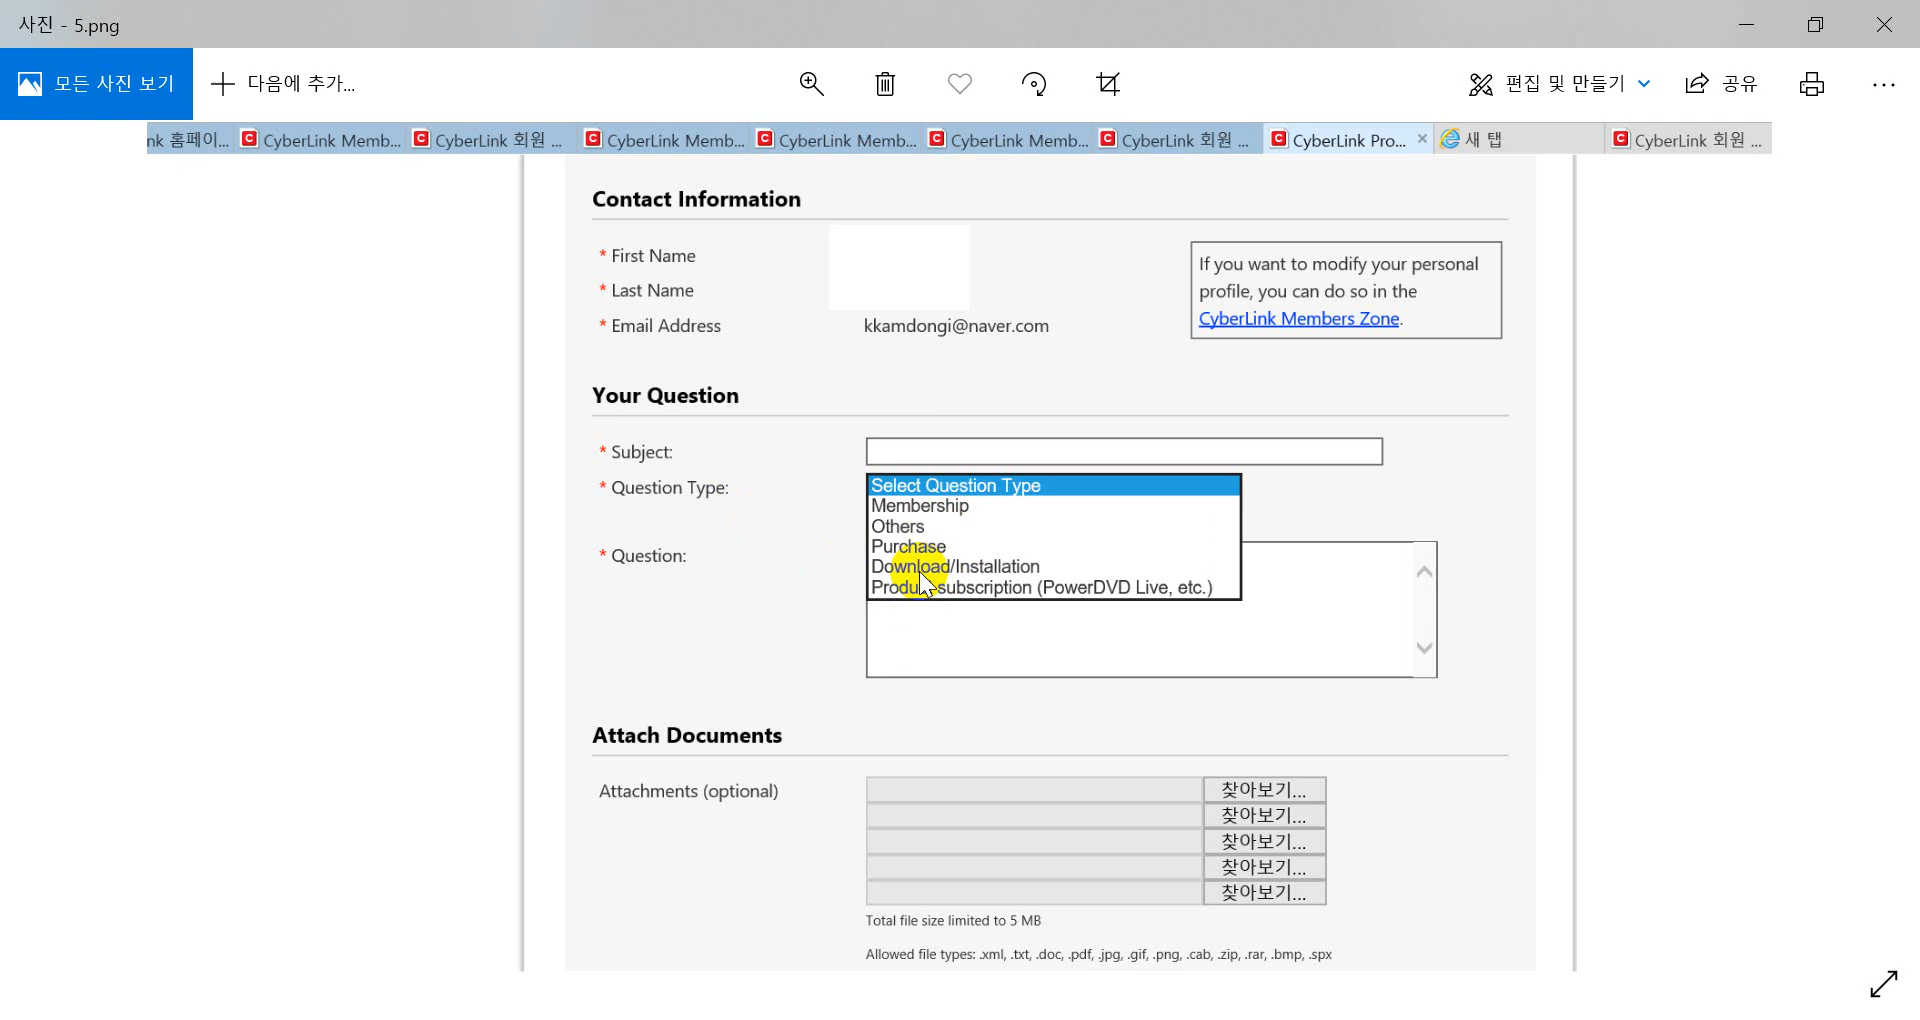 사진 - 5.png
모든 사진 보기
다음에 추가...
편집 및 만들기
공유
nk 홈페이...
CyberLink Memb...
CyberLink 회원 ...
CyberLink Memb...
CyberLink Memb...
CyberLink Memb...
CyberLink 회원 ...
CyberLink Pro...
새 탭
CyberLink 회원 ...
Contact Information
* First Name
* Last Name
* Email Address
kkamdongi@naver.com
If you want to modify your personal
profile, you can do so in the
CyberLink Members Zone.
Your Question
* Subject:
* Question Type:
Select Question Type
Membership
Others
Purchase
Download/Installation
Produ subscription (PowerDVD Live, etc.)
* Question:
Attach Documents
Attachments (optional)
찾아보기...
찾아보기...
찾아보기...
찾아보기...
찾아보기...
Total file size limited to 5 MB
Allowed file types: .xml, .txt, .doc, .pdf, .jpg, .gif, .png, .cab, .zip, .rar, .bmp, .spx